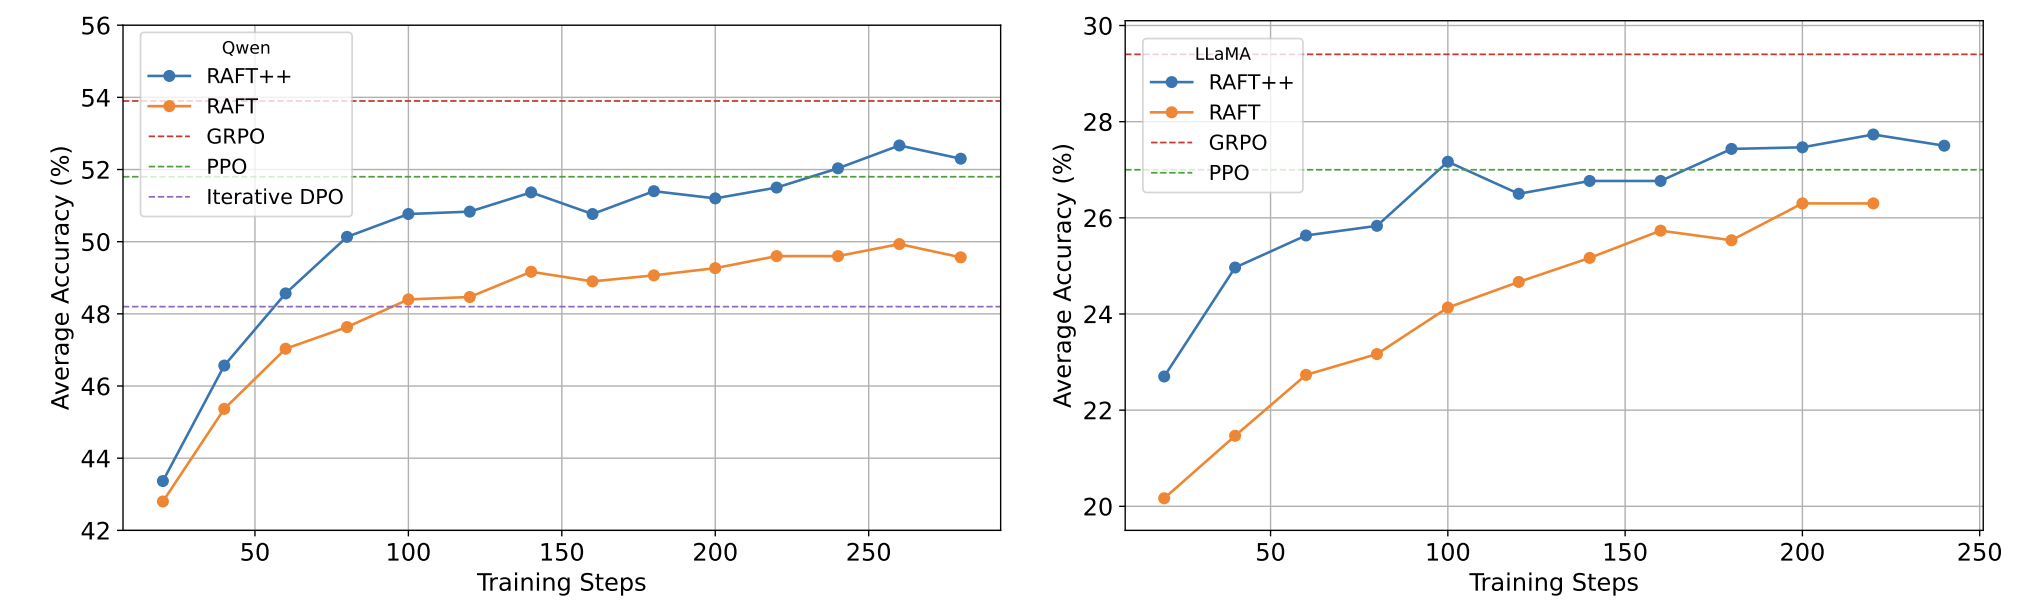 56
54
52
50
48
46
44
42
Average Accuracy (%)
Qwen
RAFT++
RAFT
GRPO
PPO
Iterative DPO
50 100 150 200 250
Training Steps
30
28
26
24
22
20
Average Accuracy (%)
LLaMA
RAFT++
RAFT
GRPO
PPO
50 100 150 200 250
Training Steps